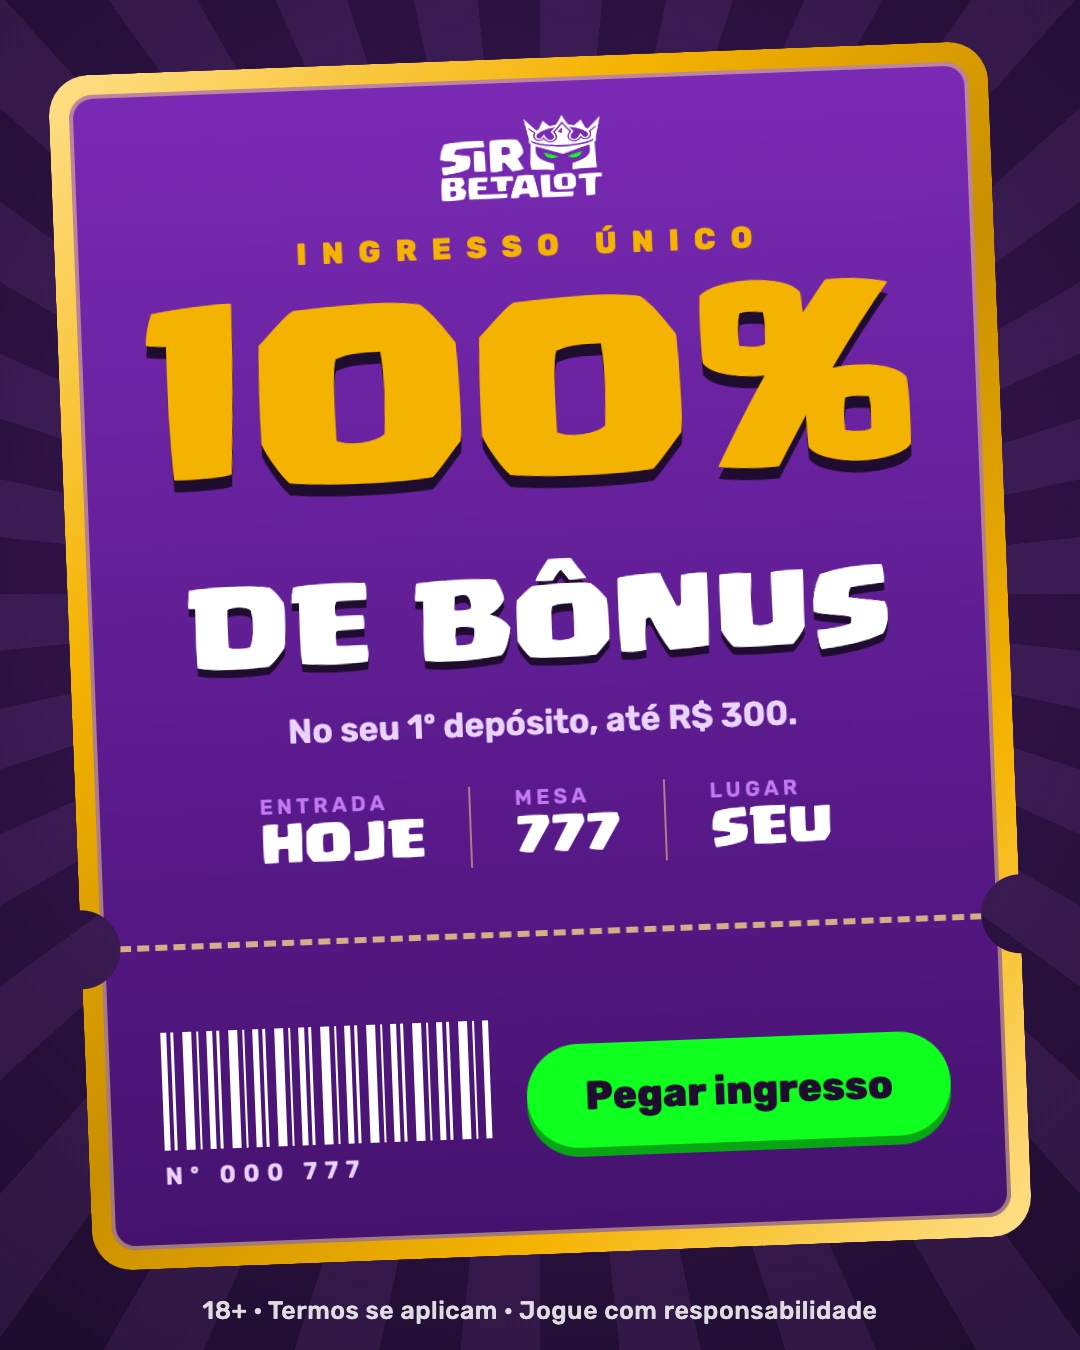 SIR
BETALOT
INGRESSO ÚNICO
100%
DE BÔNUS
No seu 1º depósito, até R$ 300.
ENTRADA MESA LUGAR
HOJE 777 SEU
Pegar ingresso
N° 000 777
18+ • Termos se aplicam • Jogue com responsabilidade